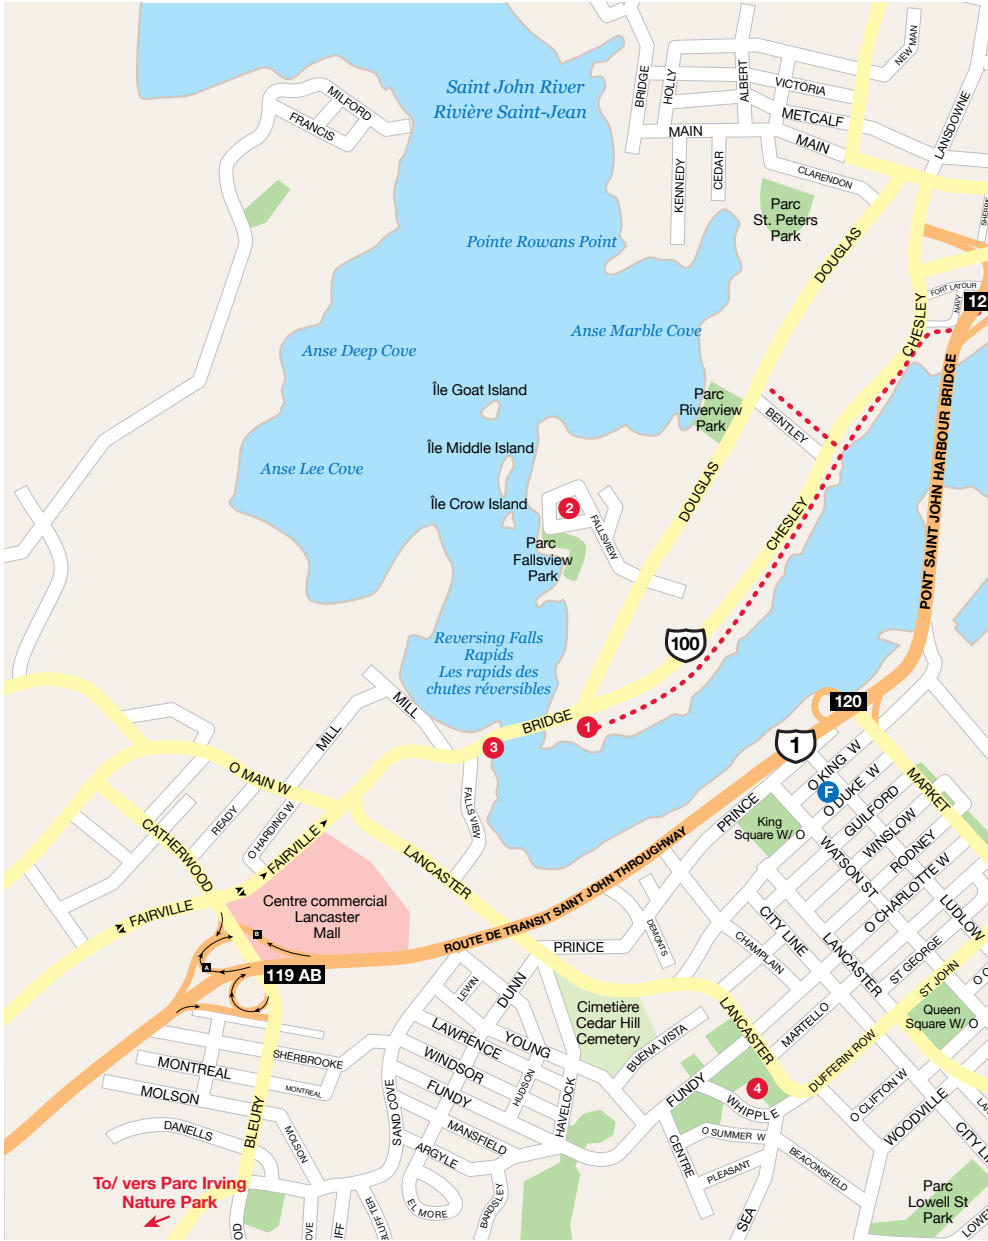 Saint John River
Rivière Saint-Jean
MILFORD
FRANCIS
BRIDGE
HOLLY
ALBERT
NEW MAN
VICTORIA
METCALF
MAIN
MAIN
LANSDOWNE
KENNEDY
CEDAR
CLARENDON
Parc
St. Peters
Park
Pointe Rowans Point
DOUGLAS
FORT LATOUR
NAVY
12
CHESLEY
Anse Marble Cove
Anse Deep Cove
Île Goat Island
Parc
Riverview
Park
BENTLEY
PONT SAINT JOHN HARBOUR BRIDGE
Île Middle Island
Anse Lee Cove
DOUGLAS
Île Crow Island
2
FALLSVIEW
CHESLEY
Parc
Fallsview
Park
Reversing Falls
Rapids
Les rapids des
chutes réversibles
100
MILL
MILL
BRIDGE
1
3
120
1
O MAIN W
O KING W
F
O DUKE W
MARKET
READY
O HARDING W
FALLS VIEW
PRINCE
King
Square W/ O
GUILFORD
WINSLOW
RODNEY
CATHERWOOD
FAIRVILLE
LANCASTER
WATSON ST
O CHARLOTTE W
FAIRVILLE
Centre commercial
Lancaster
Mall
B
A
119 AB
ROUTE DE TRANSIT SAINT JOHN THROUGHWAY
PRINCE
DEMONTS
CITY LINE
CHAMPLAIN
LANCASTER
LUDLOW
ST GEORGE
ST JOHN
LEWIN
DUNN
Cimetière
Cedar Hill
Cemetery
LANCASTER
MARTELLO
Queen
Square W/ O
LAWRENCE
YOUNG
BUENA VISTA
DUFFERIN ROW
SHERBROOKE
MONTREAL
MONTREAL
WINDSOR
HUDSON
FUNDY
FUNDY
4
WHIPPLE
O CLIFTON W
WOODVILLE
MOLSON
DANELLS
MOLSON
BLEURY
SAND COVE
MANSFIELD
ARGYLE
HAVELOCK
O SUMMER W
CENTRE
PLEASANT
BEAONSFIELD
CITY LI
To/ vers Parc Irving
Nature Park
EL MORE
BARDSLEY
SEA
Parc
Lowell St
Park
LOWE